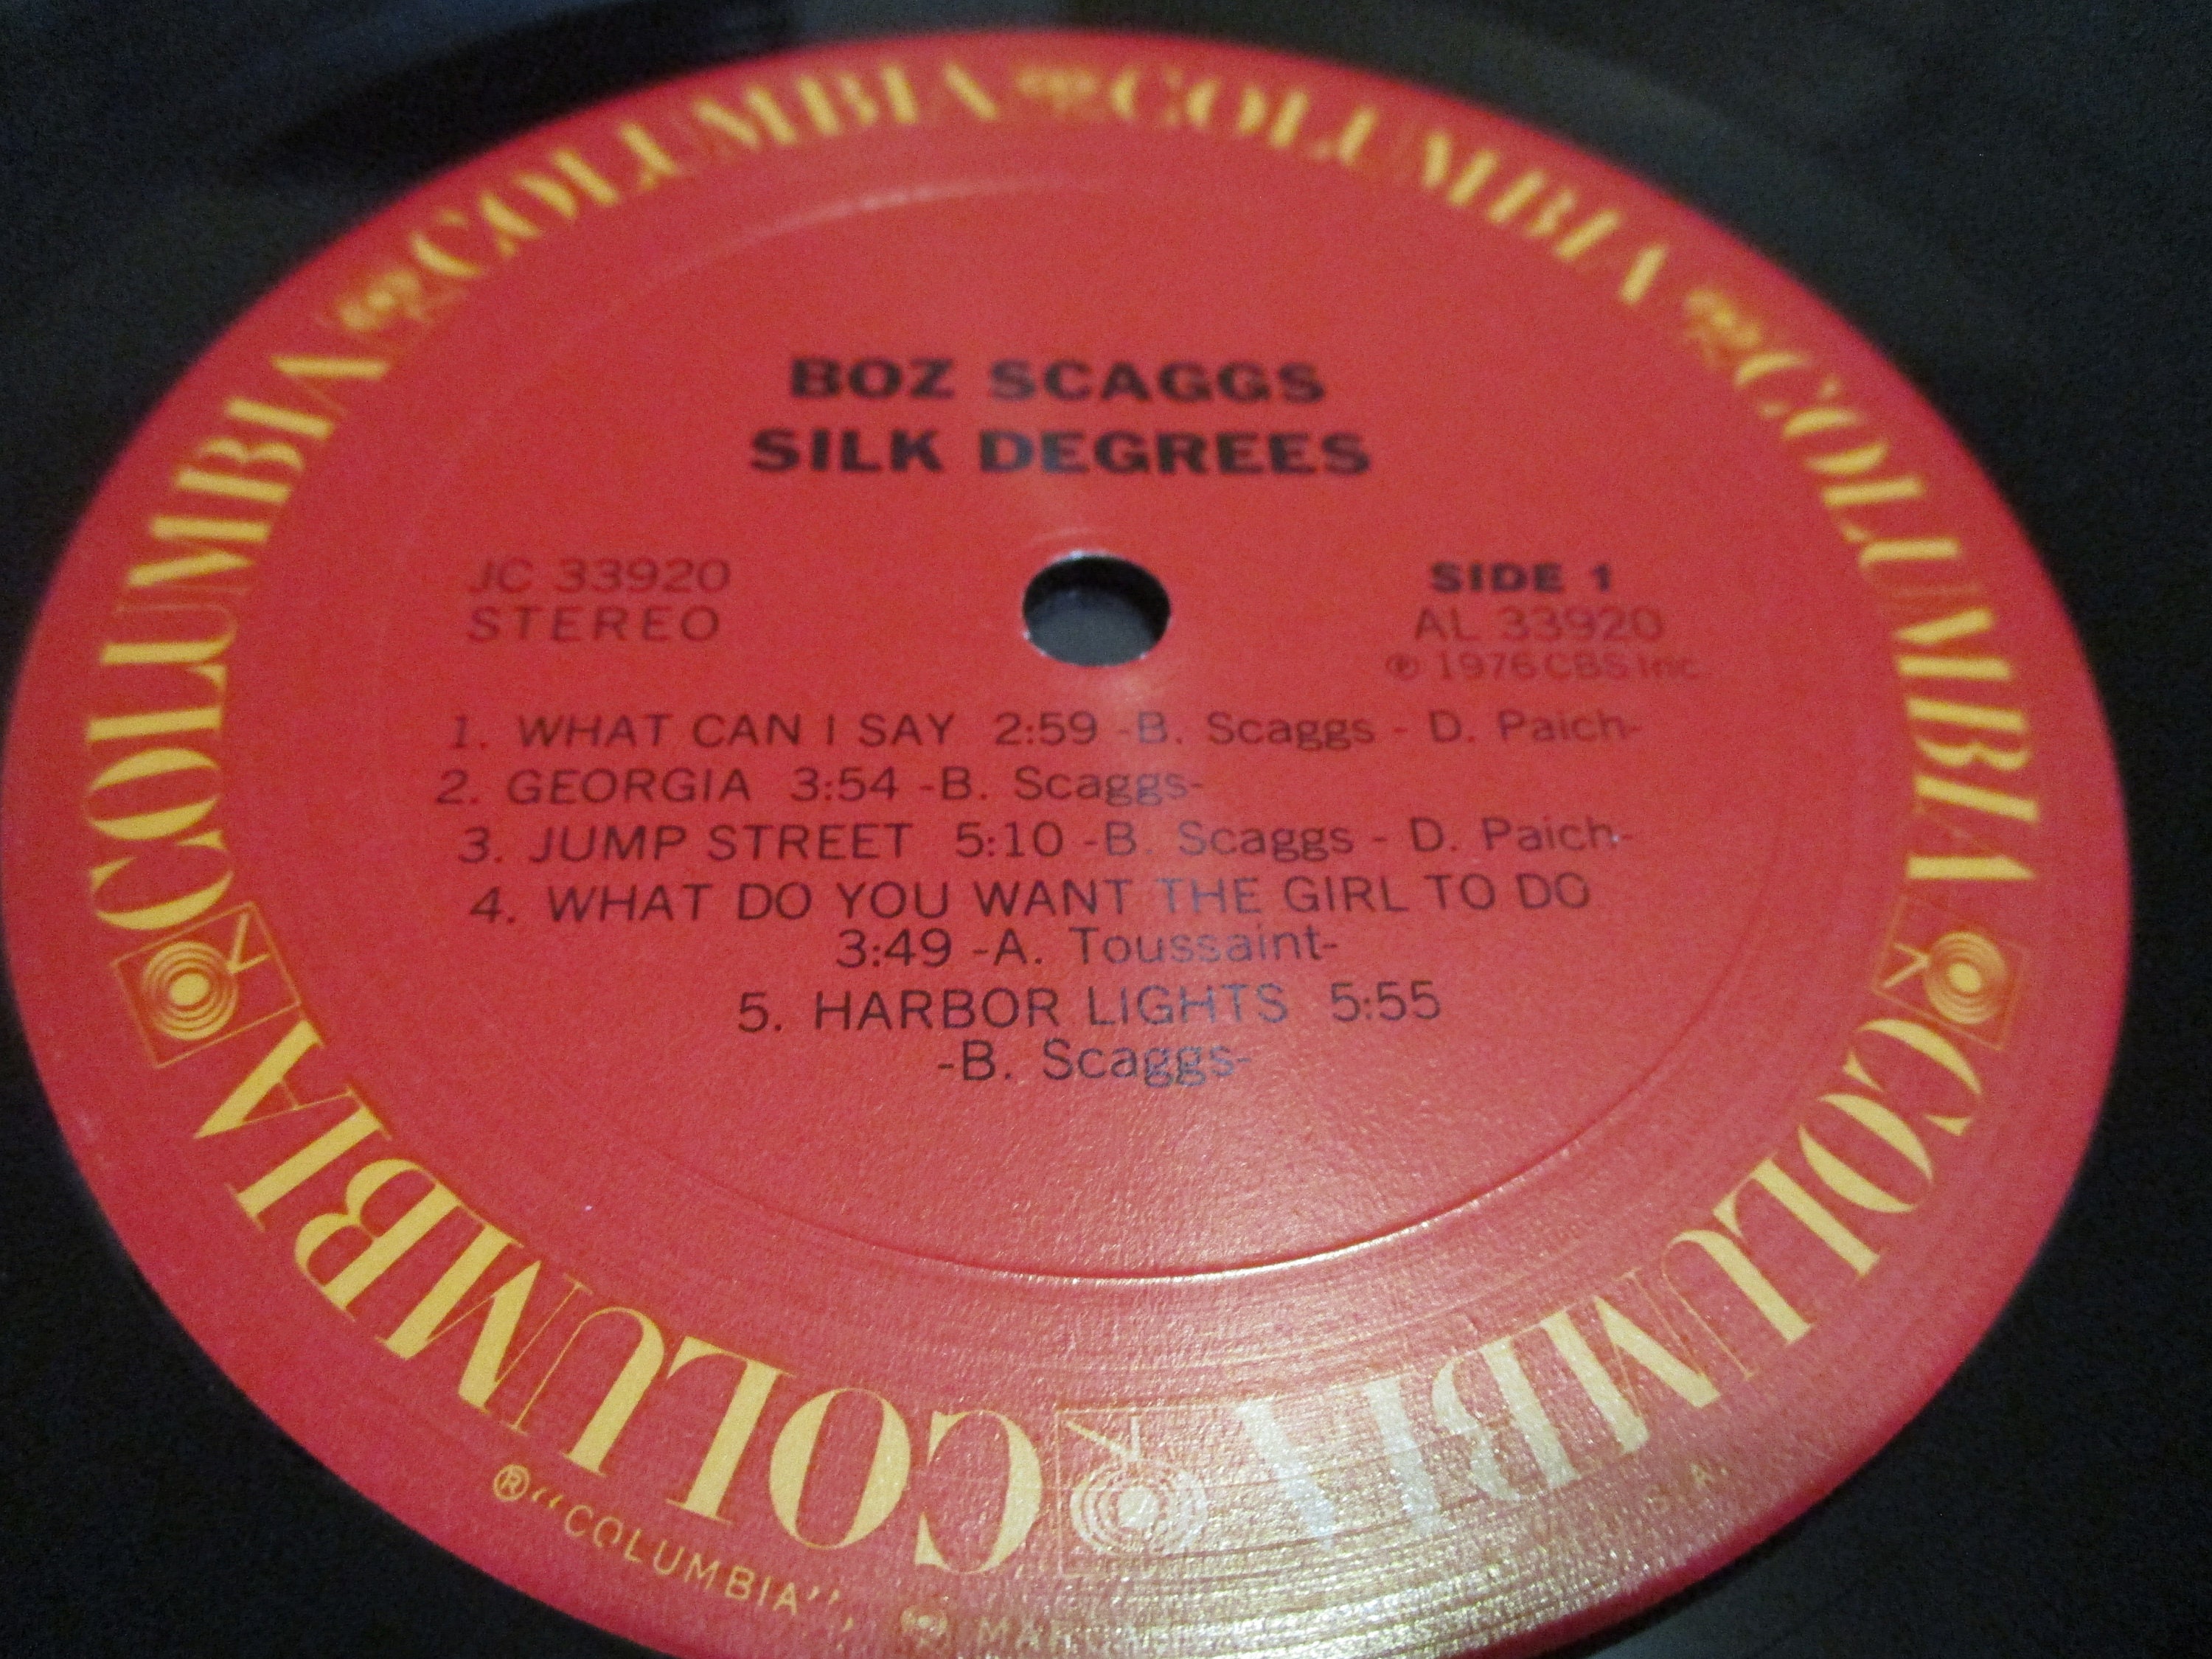 COLUMBIA COLUMBIA COLUMBIA COLUMBIA COLUMBIA COLUMBIA
BOZ SCAGGS
SILK DEGREES
JC 33920
STEREO
SIDE 1
AL 33920
℗ 1976 CBS Inc.
1. WHAT CAN I SAY 2:59 -B. Scaggs - D. Paich-
2. GEORGIA 3:54 -B. Scaggs-
3. JUMP STREET 5:10 -B. Scaggs - D. Paich-
4. WHAT DO YOU WANT THE GIRL TO DO
3:49 -A. Toussaint-
5. HARBOR LIGHTS 5:55
-B. Scaggs-
® "COLUMBIA",